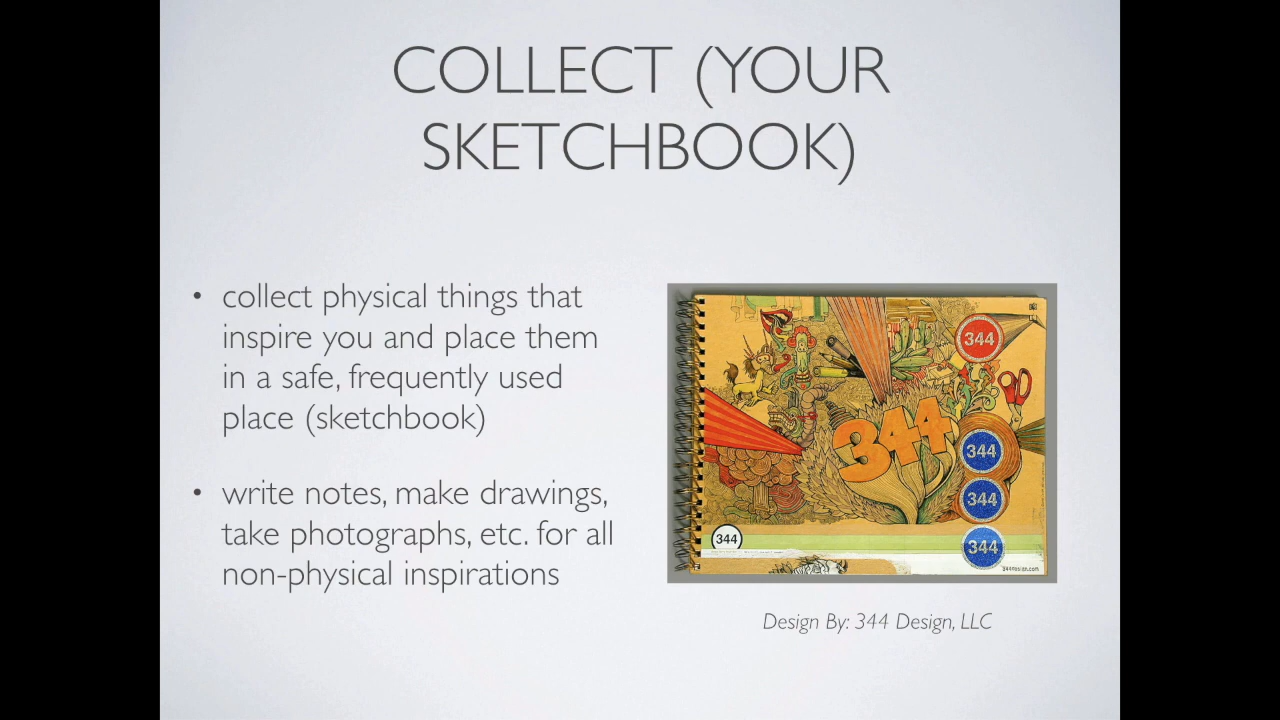 COLLECT (YOUR
SKETCHBOOK)
• collect physical things that
inspire you and place them
in a safe, frequently used
place (sketchbook)
• write notes, make drawings,
take photographs, etc. for all
non-physical inspirations
344
344
344
344
344
344
344design.com
Design By: 344 Design, LLC